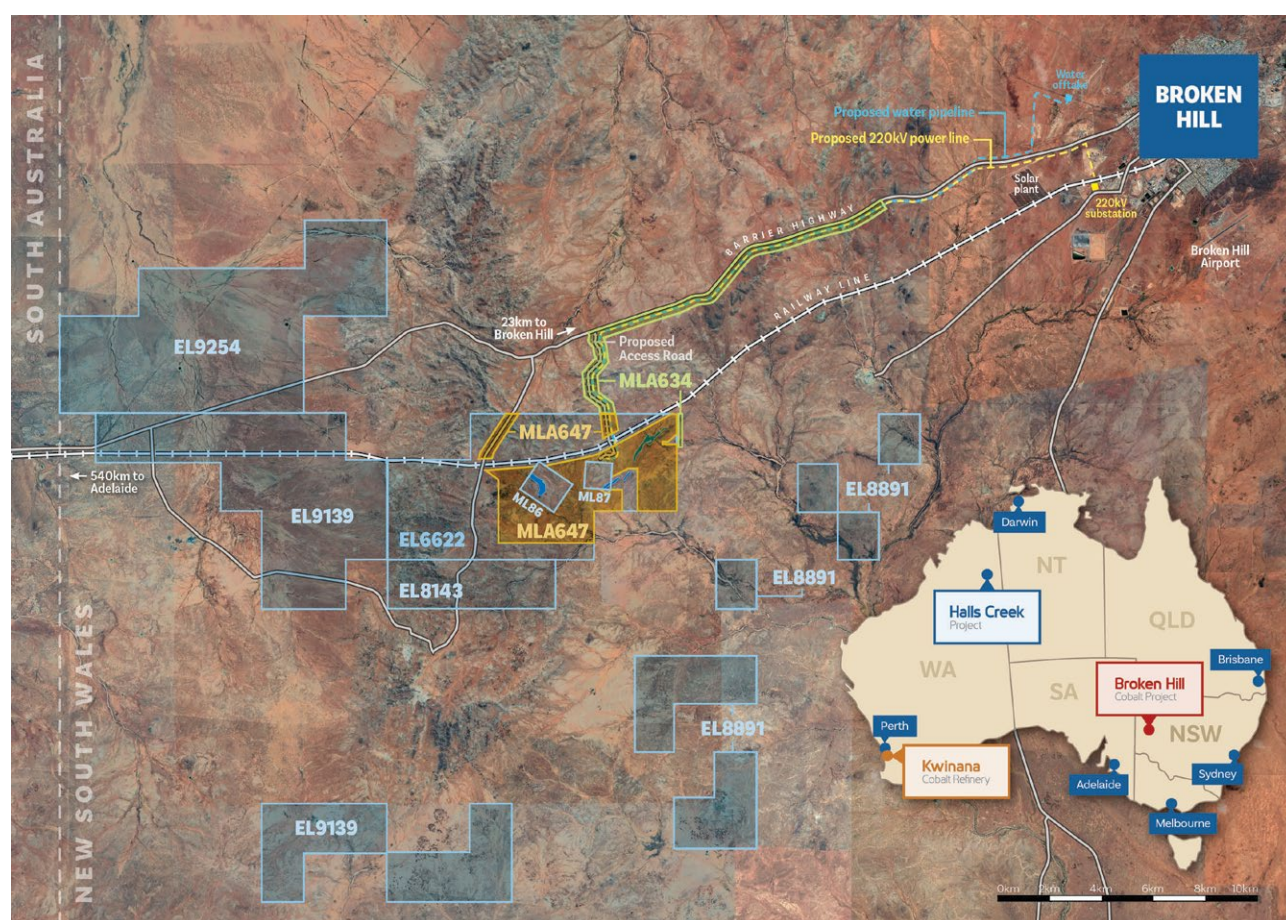 SOUTH AUSTRALIA
NEW SOUTH WALES
BROKEN
HILL
Water
offtake
Proposed water pipeline
Proposed 220kV power line
Solar
plant
220kV
substation
Broken Hill
Airport
BARRIER HIGHWAY
RAILWAY LINE
23km to
Broken Hill
Proposed
Access Road
MLA634
EL9254
MLA647
540km to
Adelaide
ML86
ML87
MLA647
EL9139
EL6622
EL8143
EL8891
EL8891
EL8891
EL9139
Darwin
NT
Halls Creek
Project
QLD
WA
Brisbane
SA
Broken Hill
Cobalt Project
NSW
Perth
Kwinana
Cobalt Refinery
Adelaide
Sydney
Melbourne
0km 2km 4km 6km 8km 10km